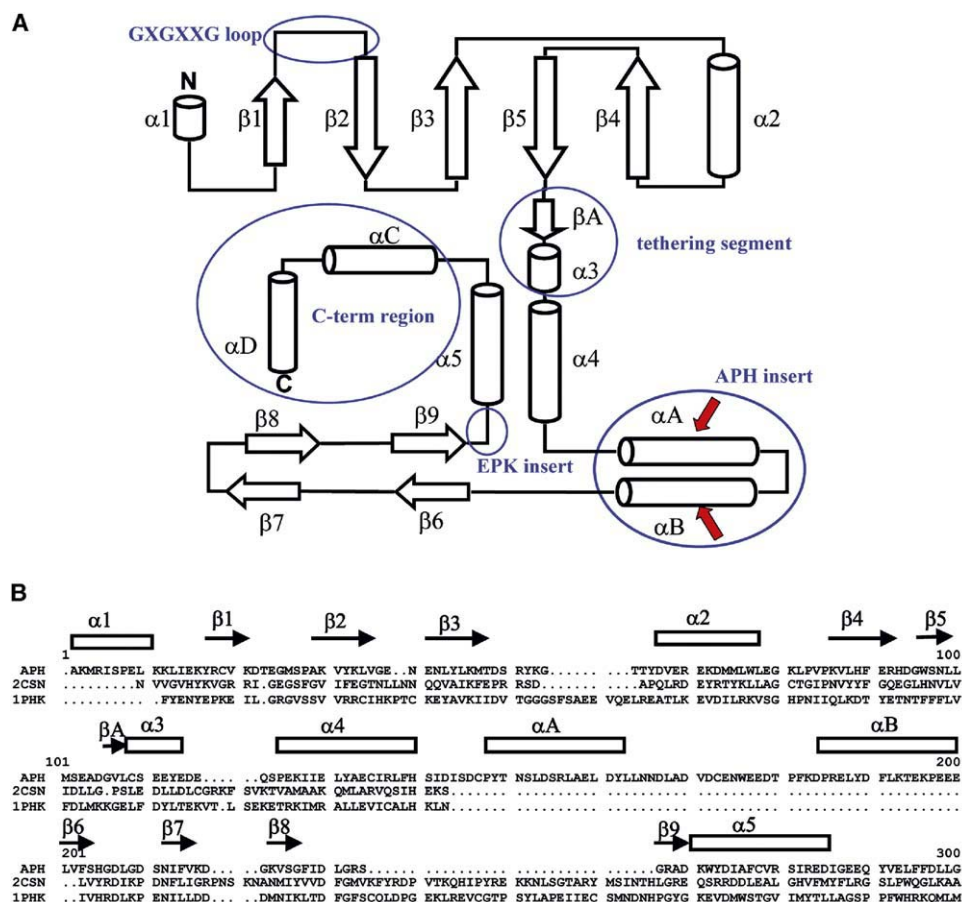 A
GXGXXG loop
N
α1
β1
β2
β3
β5
β4
α2
βA
tethering segment
α3
αC
C-term region
αD
C
α5
α4
APH insert
αA
αB
β8
β9
EPK insert
β7
β6
B
α1 β1 β2 β3 α2 β4 β5
1 100
APH .AKMRISPEL KKLIEKYRCV KDTEGMSPAK VYKLVGE..N ENLYLKMTDS RYKG...... ..TTYDVER EKDMMLWLEG KLPVPKVLHF ERHDGWSNLL
2CSN .........N VVGVHYKVGR RI.GEGSFGV IFEGTNLLNN QQVAIKFEPR RSD....... ...APQLRD EYRTYKLLAG CTGIPNVYYF GQEGLHNVLV
1PHK ........ FYENYEPKE IL.GRGVSSV VRRCIHKPTC KEYAVKIIDV TGGGSFSAEE VQELREATLK EVDILRKVSG HPNIIQLKDT YETNTFFFLV
βA α3 α4 αA αB
101 200
APH MSEADGVLCS EEYEDE.... .QSPEKIIE LYAECIRLFH SIDISDCPYT NSLDSRLAEL DYLLNNDLAD VDCENWEEDT PFKDPRELYD FLKTEKPEEE
2CSN IDLLG.PSLE DLLDLCGRKF SVKTVAMAAK QMLARVQSIH EKS....... .......... .......... .......... .......... ..........
1PHK FDLMKKGELF DYLTEKVT.L SEKETRKIMR ALLEVICALH KLN....... .......... .......... .......... .......... ..........
β6 β7 β8 β9 α5
201 300
APH LVFSHGDLGD SNIFVKD... ..GKVSGFID LGRS...... .......... .......... ......GRAD KWYDIAFCVR SIREDIGEEQ YVELFFDLLG
2CSN ..LVYRDIKP DNFLIGRPNS KNANMIYVVD FGMVKFYRDP VTKQHIPYRE KKNLSGTARY MSINTHLGRE QSRRDDLEAL GHVFMYFLRG SLPWQGLKAA
1PHK ..IVHRDLKP ENILLDD... ..DMNIKLTD FGFSCQLDPG EKLREVCGTP SYLAPEIIEC SMNDNHPGYG KEVDMWSTGV IMYTLLAGSP PFWHRKQMLM